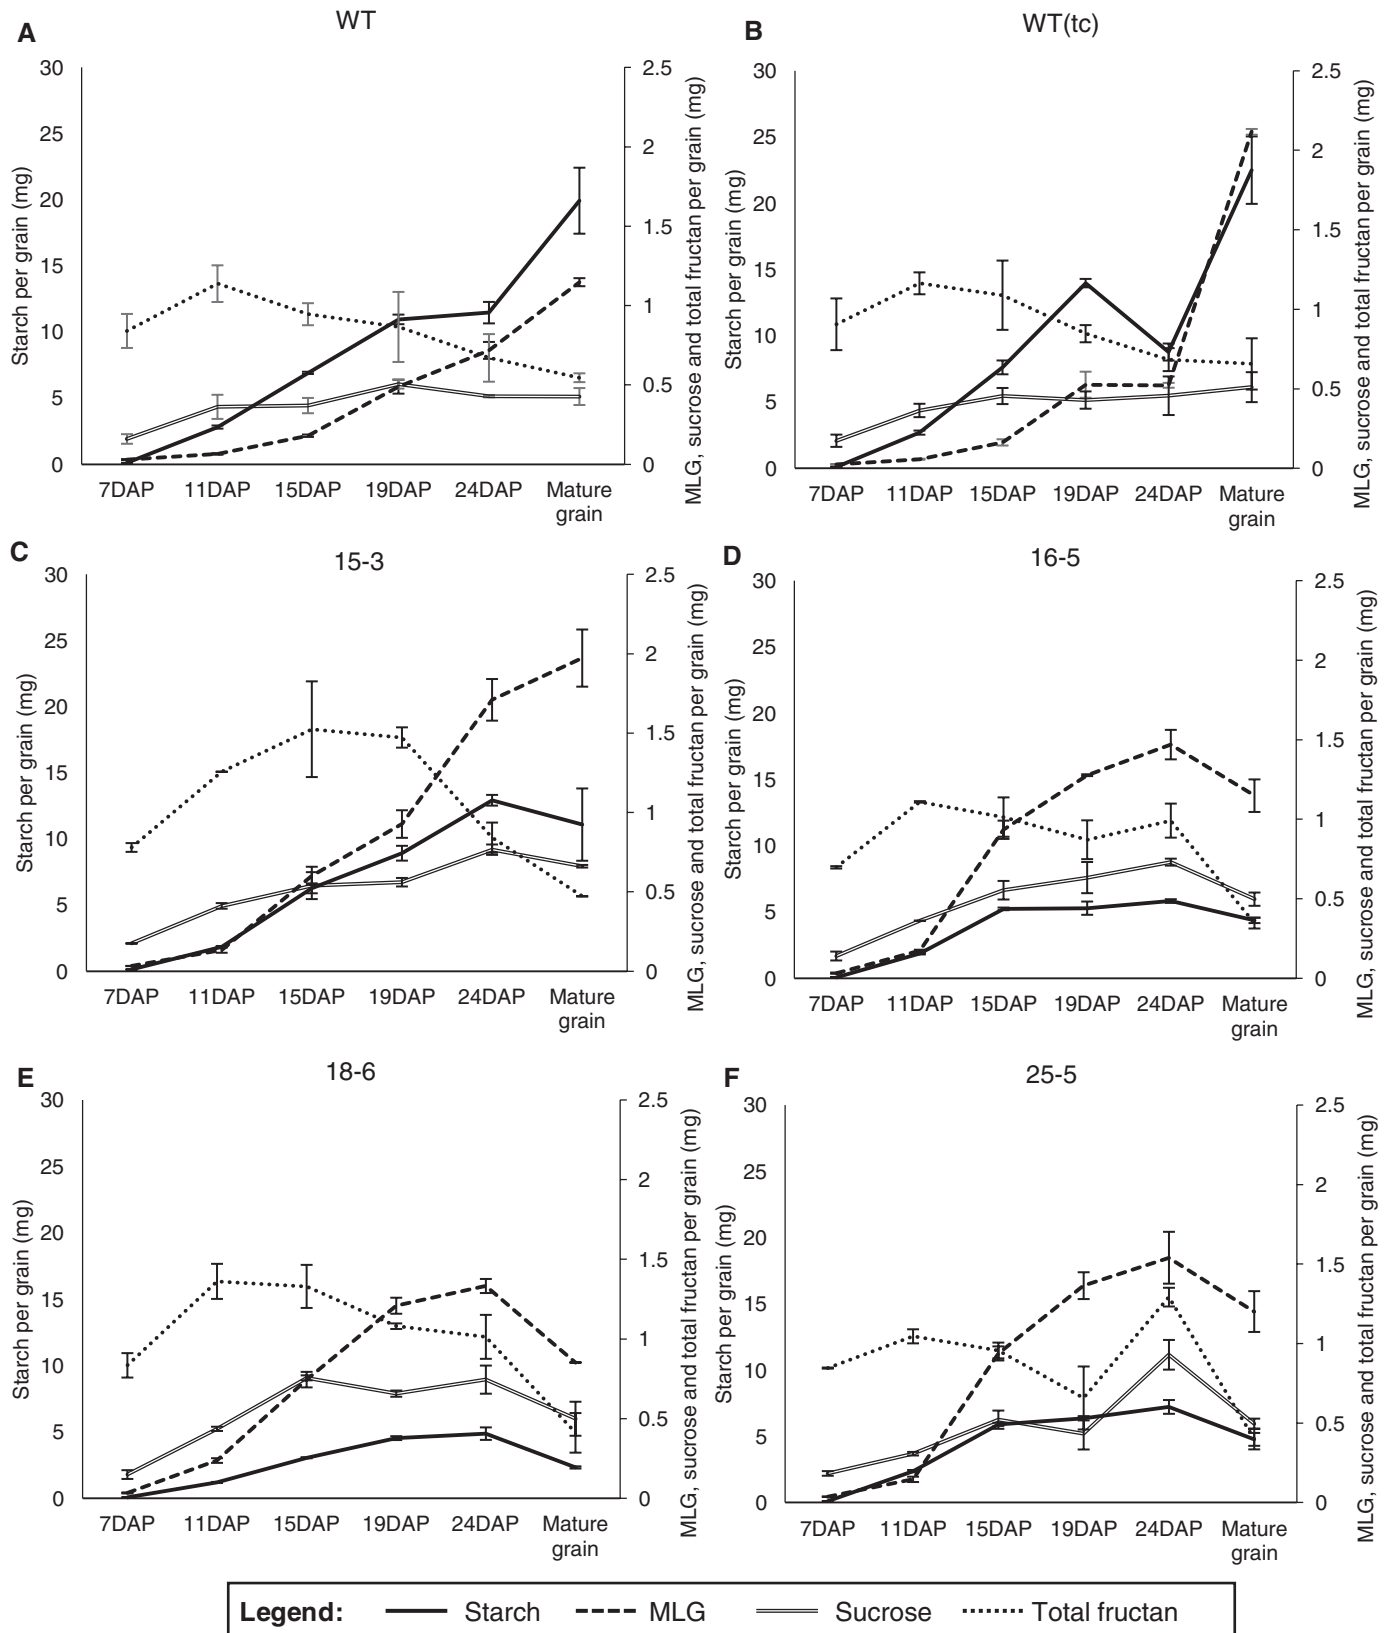 A
WT
30
25
20
15
10
5
0
Starch per grain (mg)
2.5
2
1.5
1
0.5
0
MLG, sucrose and total fructan per grain (mg)
7DAP 11DAP 15DAP 19DAP 24DAP Mature
grain
B
WT(tc)
30
25
20
15
10
5
0
Starch per grain (mg)
2.5
2
1.5
1
0.5
0
MLG, sucrose and total fructan per grain (mg)
7DAP 11DAP 15DAP 19DAP 24DAP Mature
grain
C
15-3
30
25
20
15
10
5
0
Starch per grain (mg)
2.5
2
1.5
1
0.5
0
MLG, sucrose and total fructan per grain (mg)
7DAP 11DAP 15DAP 19DAP 24DAP Mature
grain
D
16-5
30
25
20
15
10
5
0
Starch per grain (mg)
2.5
2
1.5
1
0.5
0
MLG, sucrose and total fructan per grain (mg)
7DAP 11DAP 15DAP 19DAP 24DAP Mature
grain
E
18-6
30
25
20
15
10
5
0
Starch per grain (mg)
2.5
2
1.5
1
0.5
0
MLG, sucrose and total fructan per grain (mg)
7DAP 11DAP 15DAP 19DAP 24DAP Mature
grain
F
25-5
30
25
20
15
10
5
0
Starch per grain (mg)
2.5
2
1.5
1
0.5
0
MLG, sucrose and total fructan per grain (mg)
7DAP 11DAP 15DAP 19DAP 24DAP Mature
grain
Legend: Starch MLG Sucrose Total fructan